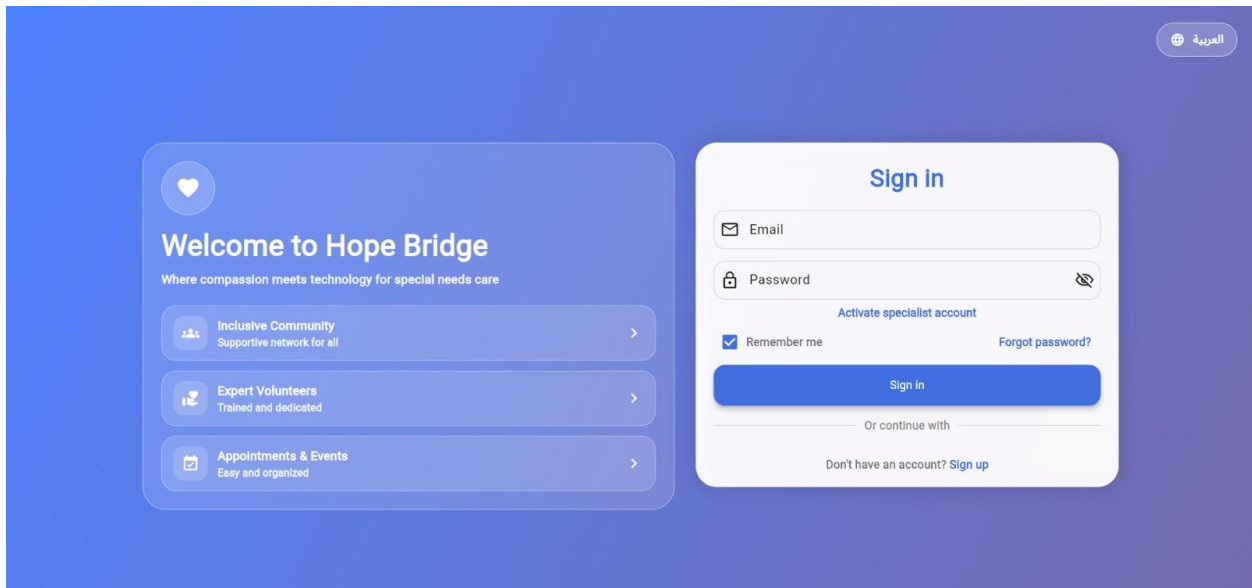 العربية
Welcome to Hope Bridge
Where compassion meets technology for special needs care
Inclusive Community
Supportive network for all
Expert Volunteers
Trained and dedicated
Appointments & Events
Easy and organized
Sign in
Email
Password
Activate specialist account
Remember me
Forgot password?
Sign in
Or continue with
Don't have an account? Sign up